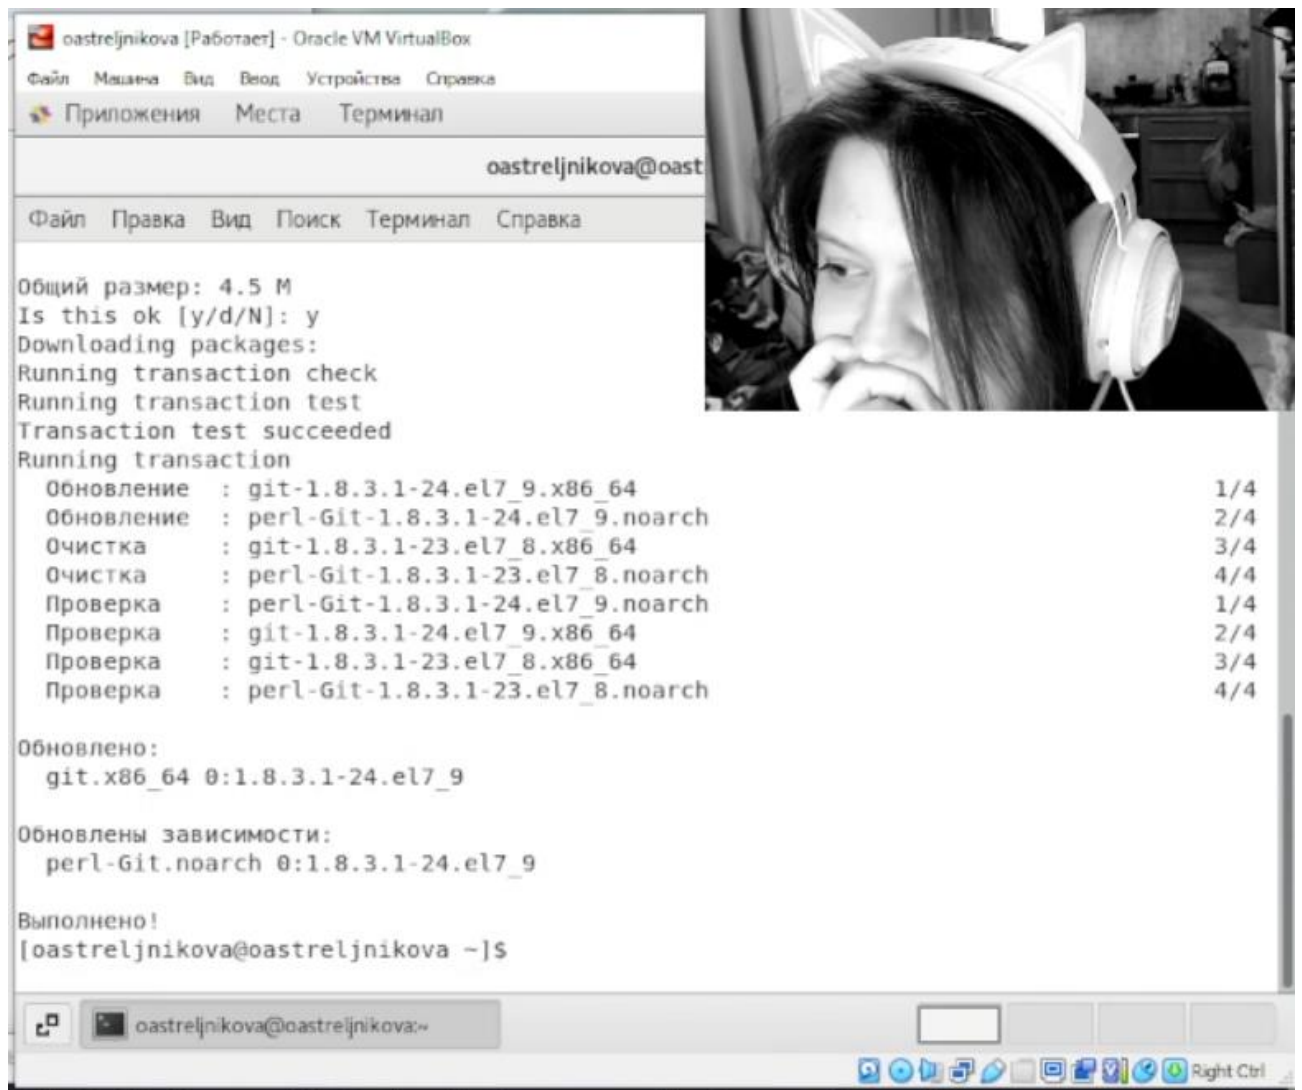 oastreljnikova [Работает] - Oracle VM VirtualBox
Файл Машина Вид Ввод Устройства Справка
Приложения Места Терминал
oastreljnikova@oast
Файл Правка Вид Поиск Терминал Справка
Общий размер: 4.5 M
Is this ok [y/d/N]: y
Downloading packages:
Running transaction check
Running transaction test
Transaction test succeeded
Running transaction
Обновление : git-1.8.3.1-24.el7_9.x86_64 1/4
Обновление : perl-Git-1.8.3.1-24.el7_9.noarch 2/4
Очистка : git-1.8.3.1-23.el7_8.x86_64 3/4
Очистка : perl-Git-1.8.3.1-23.el7_8.noarch 4/4
Проверка : perl-Git-1.8.3.1-24.el7_9.noarch 1/4
Проверка : git-1.8.3.1-24.el7_9.x86_64 2/4
Проверка : git-1.8.3.1-23.el7_8.x86_64 3/4
Проверка : perl-Git-1.8.3.1-23.el7_8.noarch 4/4
Обновлено:
git.x86_64 0:1.8.3.1-24.el7_9
Обновлены зависимости:
perl-Git.noarch 0:1.8.3.1-24.el7_9
Выполнено!
[oastreljnikova@oastreljnikova ~]$
oastreljnikova@oastreljnikova:~
Right Ctrl